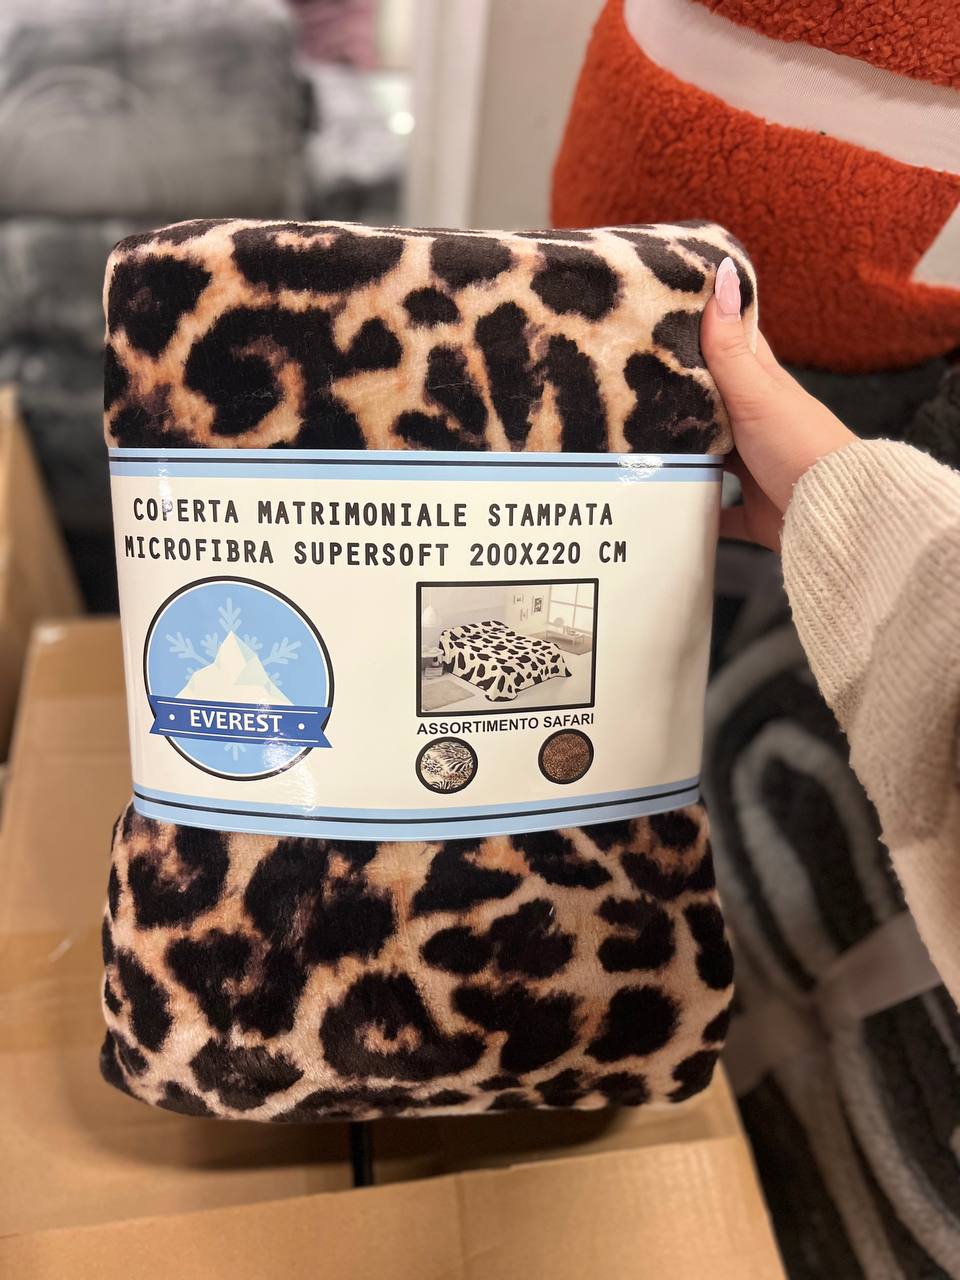 COPERTA MATRIMONIALE STAMPATA
MICROFIBRA SUPERSOFT 200X220 CM
• EVEREST •
ASSORTIMENTO SAFARI